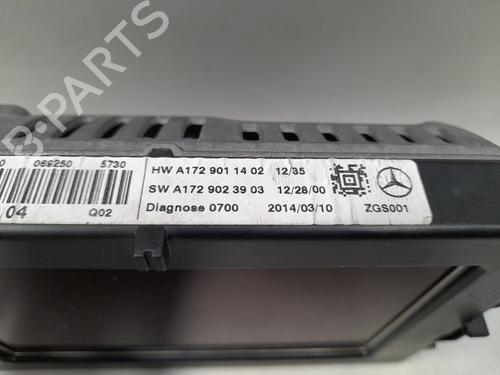 B-PARTS
069250 5730
04 Q02
HW A172 901 14 02 12/35
SW A172 902 39 03 12/28/00
Diagnose 0700 2014/03/10 ZGS001